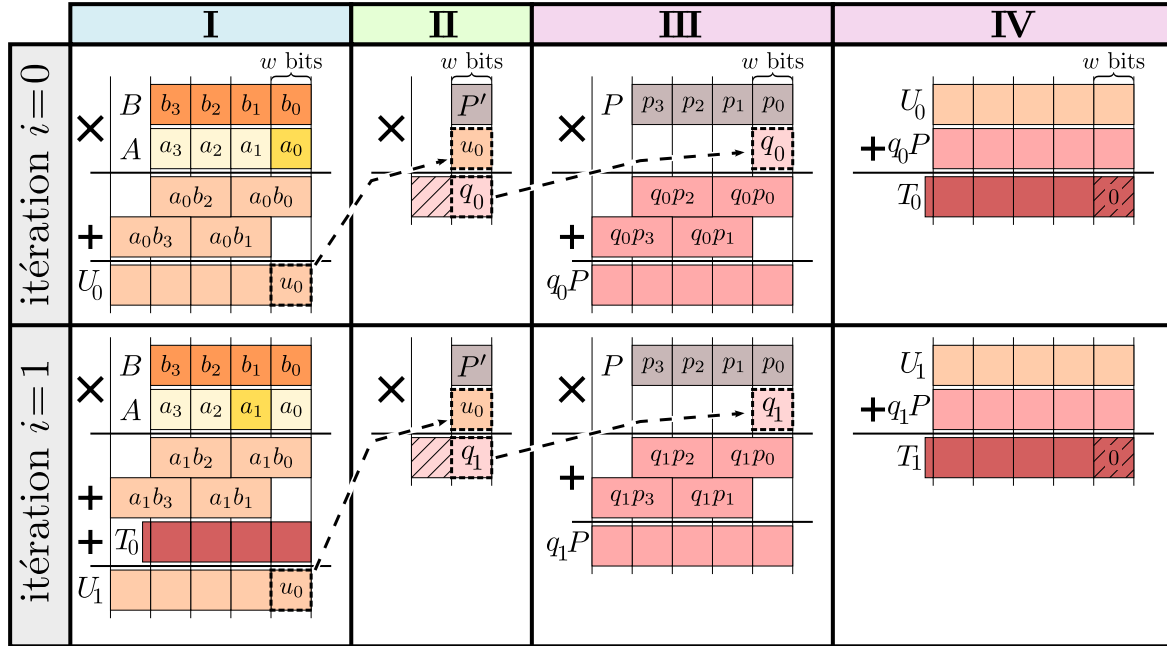 I II III IV
itération i=0
w bits w bits w bits
B b₃ b₂ b₁ b₀ P′ P p₃ p₂ p₁ p₀ U₀
× A a₃ a₂ a₁ a₀ × u₀ × q₀ +q₀P
a₀b₂ a₀b₀ q₀ q₀p₂ q₀p₀ T₀ 0
+ a₀b₃ a₀b₁ + q₀p₃ q₀p₁
U₀ u₀ q₀P
itération i=1
B b₃ b₂ b₁ b₀ P′ P p₃ p₂ p₁ p₀ U₁
× A a₃ a₂ a₁ a₀ × u₀ × q₁ +q₁P
a₁b₂ a₁b₀ q₁ q₁p₂ q₁p₀ T₁ 0
+ a₁b₃ a₁b₁ + q₁p₃ q₁p₁
+ T₀ q₁P
U₁ u₀